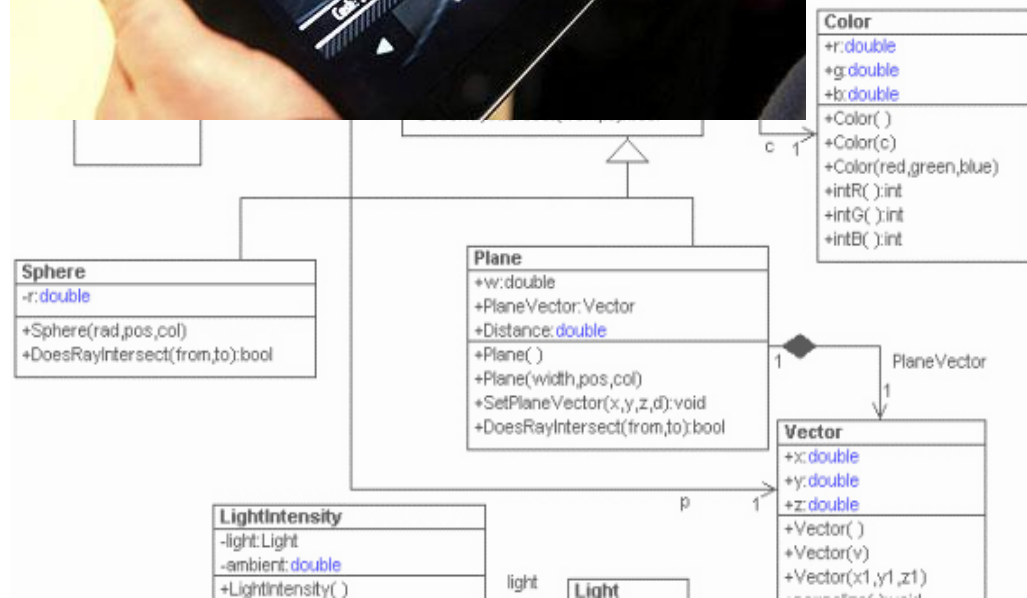 Color
+r:double
+g:double
+b:double
+Color( )
+Color(c)
+Color(red,green,blue)
+intR( ):int
+intG( ):int
+intB( ):int
c 1
Sphere
-r:double
+Sphere(rad,pos,col)
+DoesRayIntersect(from,to):bool
Plane
+w:double
+PlaneVector:Vector
+Distance:double
+Plane( )
+Plane(width,pos,col)
+SetPlaneVector(x,y,z,d):void
+DoesRayIntersect(from,to):bool
1
PlaneVector
1
Vector
+x:double
+y:double
+z:double
+Vector( )
+Vector(v)
+Vector(x1,y1,z1)
p 1
LightIntensity
-light:Light
-ambient:double
+LightIntensity( )
light
Light